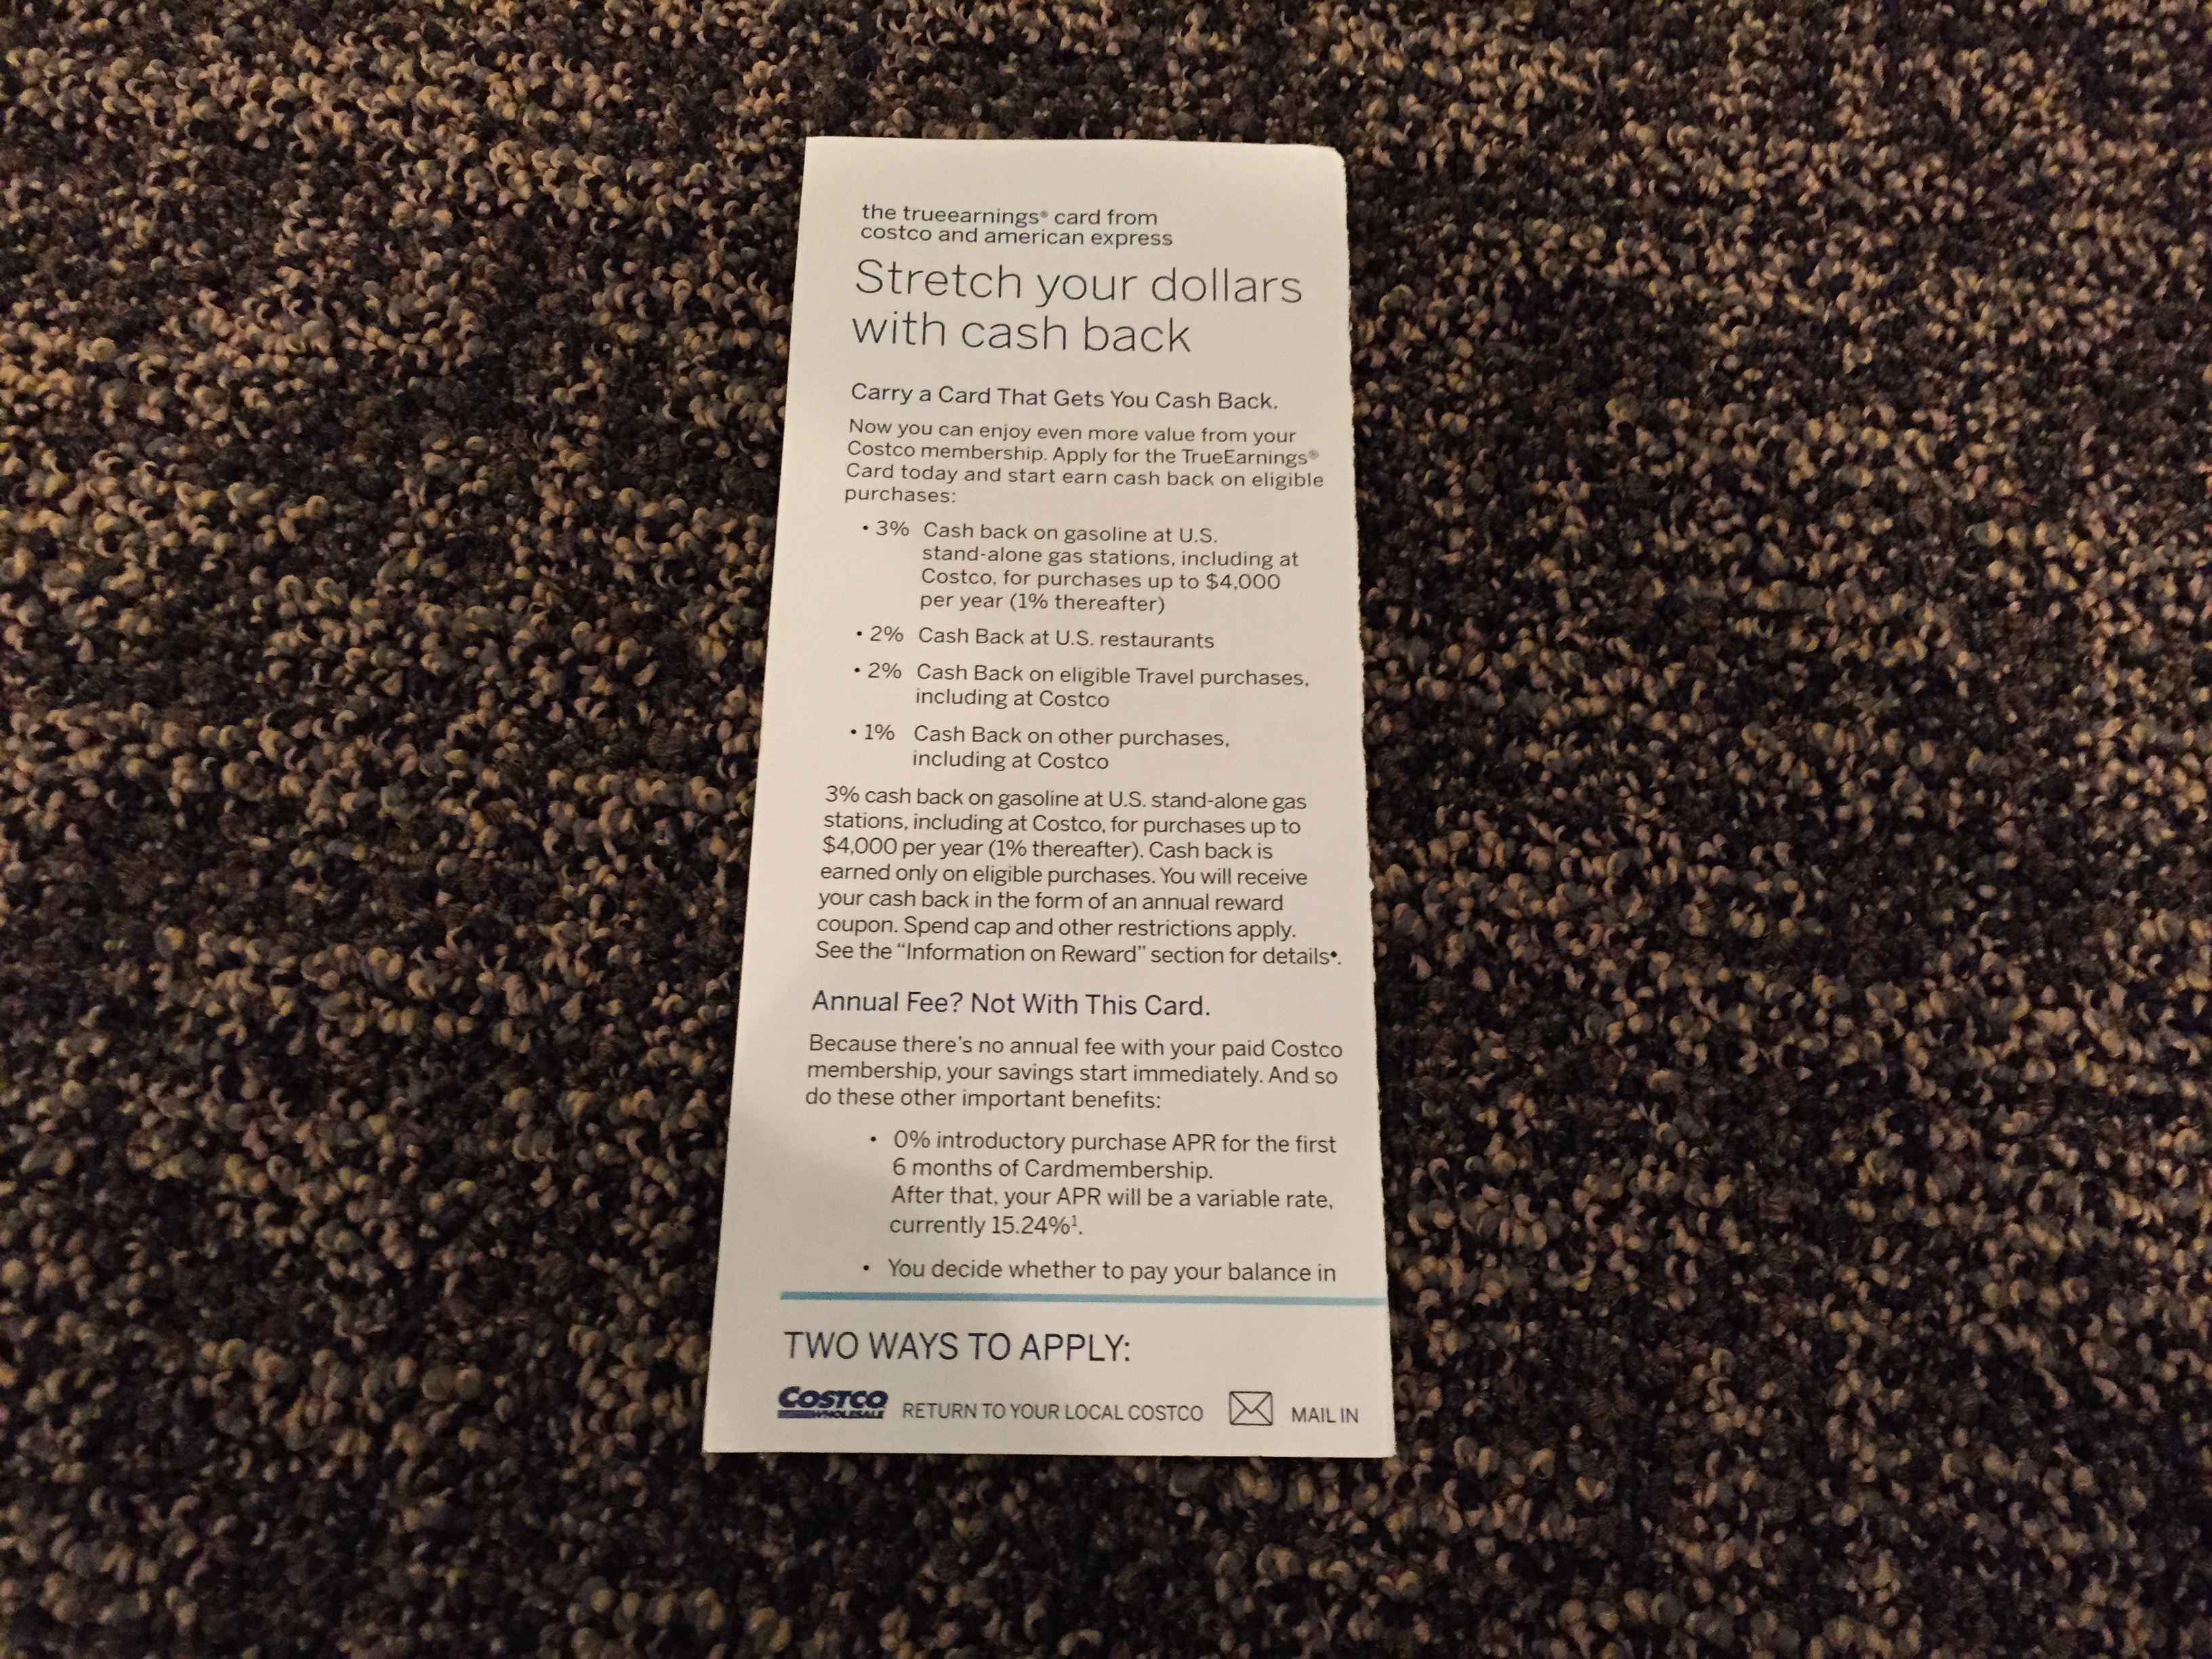 the trueearnings® card from
costco and american express
Stretch your dollars
with cash back
Carry a Card That Gets You Cash Back.
Now you can enjoy even more value from your
Costco membership. Apply for the TrueEarnings®
Card today and start earn cash back on eligible
purchases:
• 3% Cash back on gasoline at U.S.
stand-alone gas stations, including at
Costco, for purchases up to $4,000
per year (1% thereafter)
• 2% Cash Back at U.S. restaurants
• 2% Cash Back on eligible Travel purchases,
including at Costco
• 1% Cash Back on other purchases,
including at Costco
3% cash back on gasoline at U.S. stand-alone gas
stations, including at Costco, for purchases up to
$4,000 per year (1% thereafter). Cash back is
earned only on eligible purchases. You will receive
your cash back in the form of an annual reward
coupon. Spend cap and other restrictions apply.
See the “Information on Reward” section for details♦.
Annual Fee? Not With This Card.
Because there's no annual fee with your paid Costco
membership, your savings start immediately. And so
do these other important benefits:
• 0% introductory purchase APR for the first
6 months of Cardmembership.
After that, your APR will be a variable rate,
currently 15.24%¹.
• You decide whether to pay your balance in
TWO WAYS TO APPLY:
COSTCO
WHOLESALE
RETURN TO YOUR LOCAL COSTCO
MAIL IN